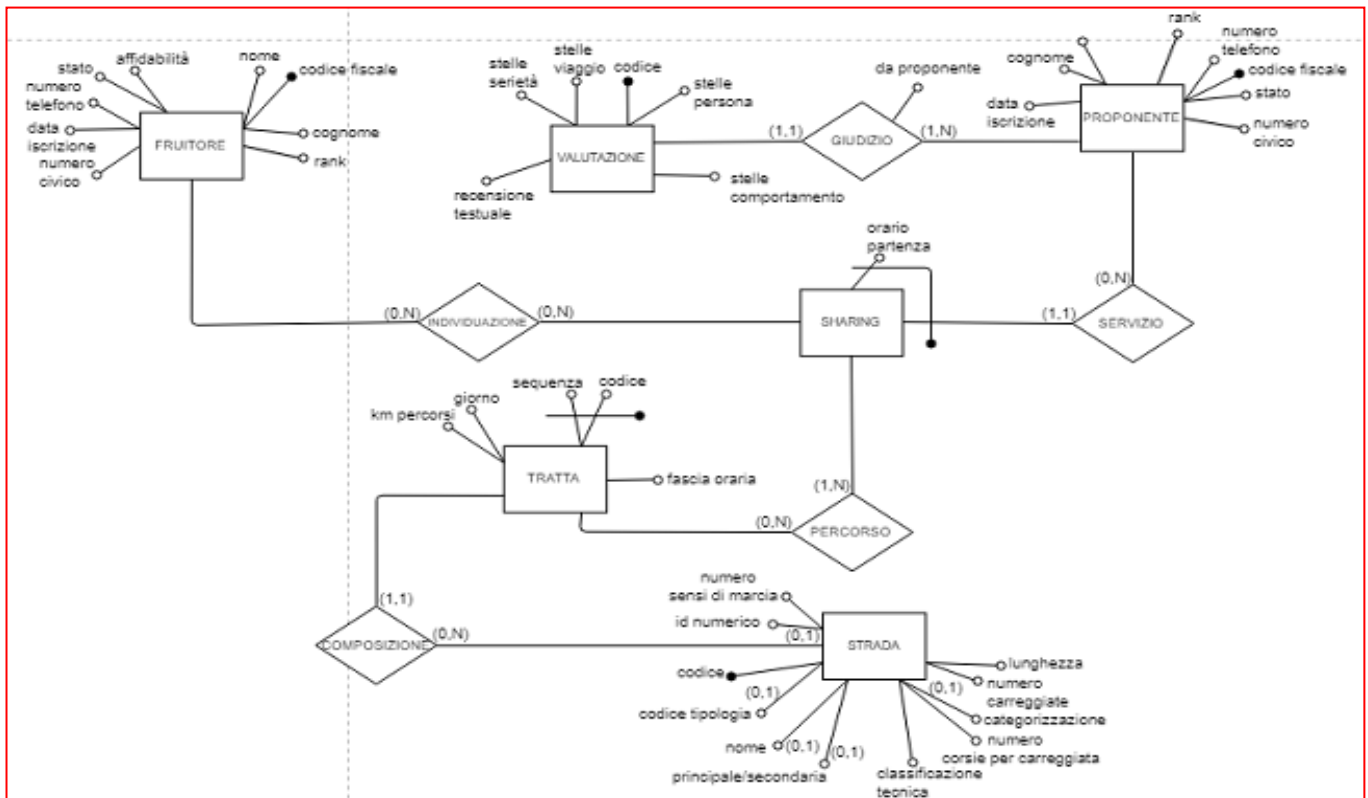 rank
stelle
viaggio
numero
telefono
affidabilità
nome
cognome
stato
codice fiscale
stelle
serietà
codice
da proponente
codice fiscale
numero
telefono
stelle
persona
stato
data
iscrizione
PROPONENTE
data
iscrizione
FRUITORE
cognome
(1,1)
GIUDIZIO
(1,N)
numero
civico
VALUTAZIONE
rank
numero
civico
stelle
comportamento
recensione
testuale
orario
partenza
(0,N)
(0,N)
INDIVIDUAZIONE
(0,N)
SHARING
(1,1)
SERVIZIO
sequenza
codice
giorno
km percorsi
TRATTA
fascia oraria
(1,N)
(0,N)
PERCORSO
numero
sensi di marcia
(1,1)
id numerico
COMPOSIZIONE
(0,N)
(0,1)
STRADA
lunghezza
codice
numero
carreggiate
(0,1)
(0,1)
codice tipologia
categorizzazione
nome
(0,1)
(0,1)
numero
corsie per carreggiata
principale/secondaria
classificazione
tecnica